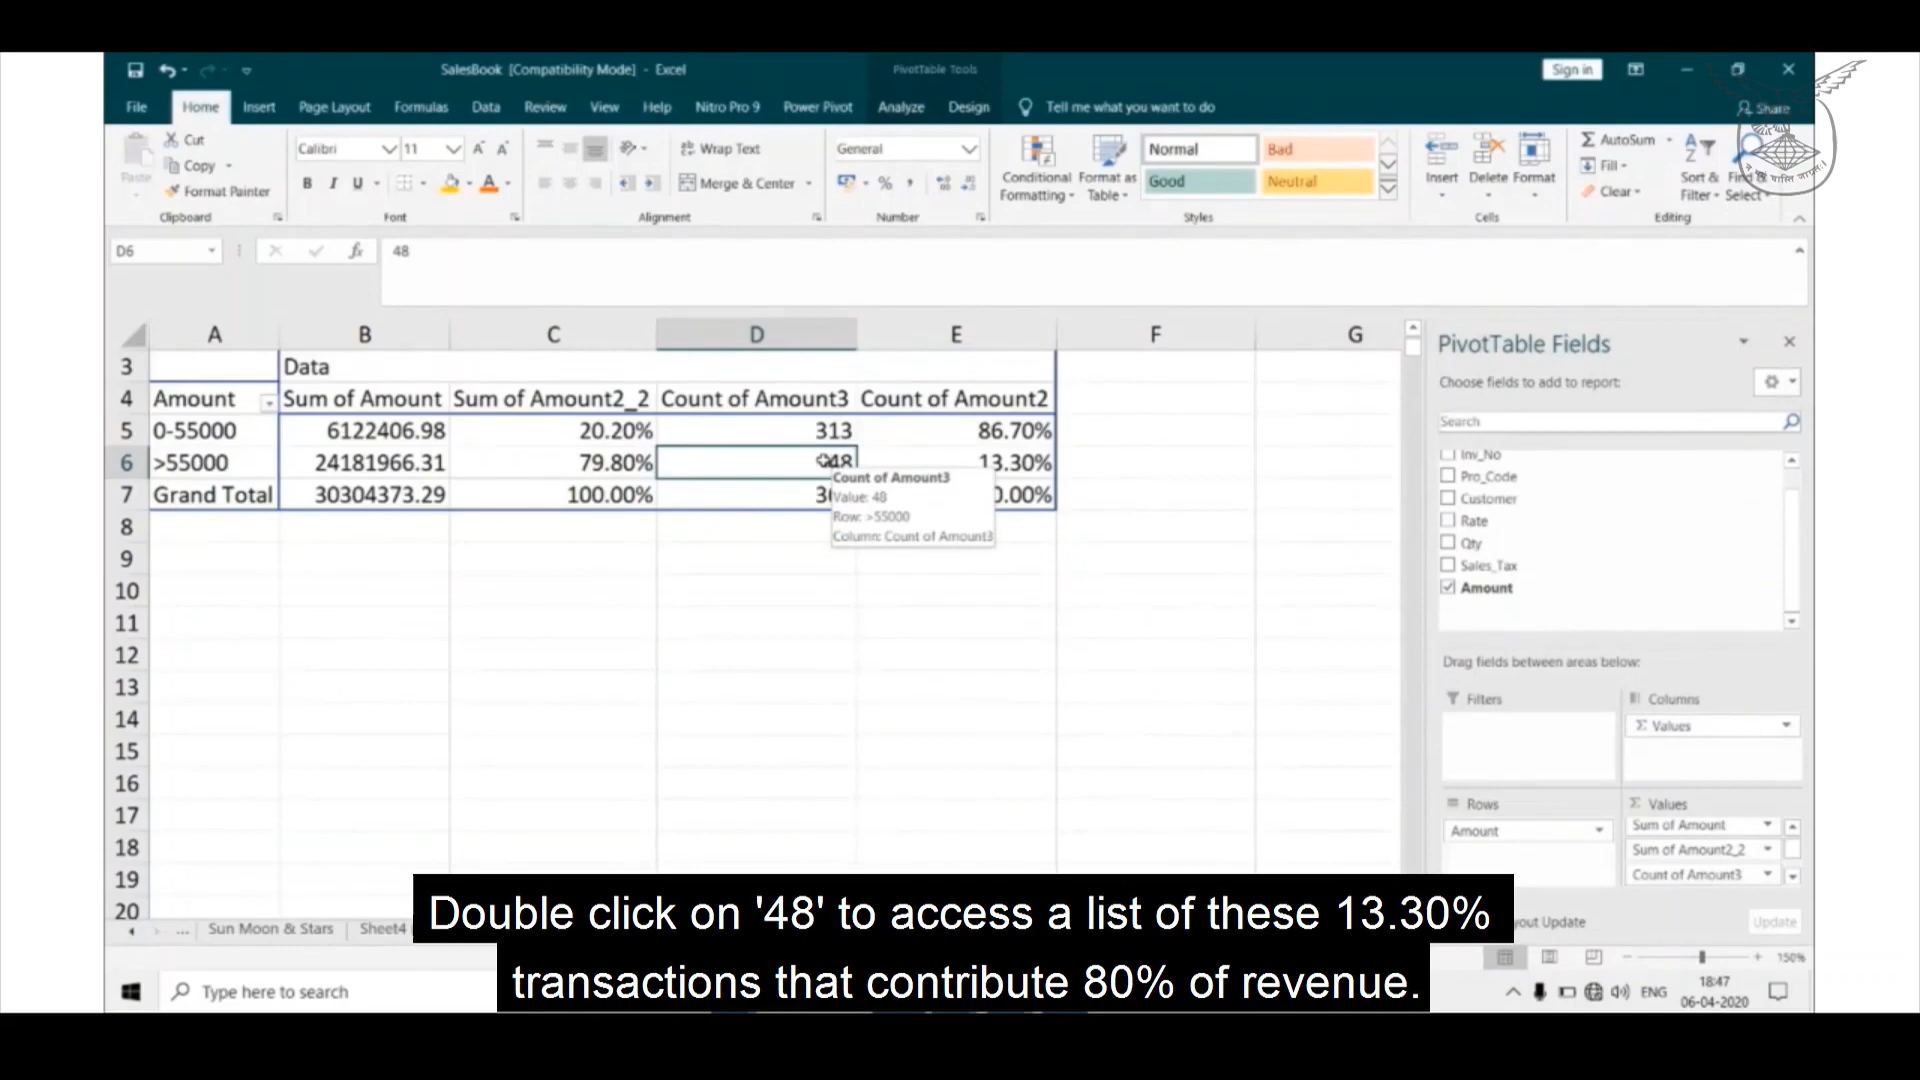 SalesBook [Compatibility Mode] - Excel
PivotTable Tools
Sign in
File Home Insert Page Layout Formulas Data Review View Help Nitro Pro 9 Power Pivot Analyze Design Tell me what you want to do Share
Paste
Cut
Copy
Format Painter
Clipboard
Calibri 11
B I U
Font
Wrap Text
Merge & Center
Alignment
General
Number
Conditional Formatting
Format as Table
Normal Bad
Good Neutral
Styles
Insert Delete Format
Cells
AutoSum
Fill
Clear
Sort & Filter
Find & Select
Editing
D6 fx 48
A B C D E F G
3 Data
4 Amount Sum of Amount Sum of Amount2_2 Count of Amount3 Count of Amount2
5 0-55000 6122406.98 20.20% 313 86.70%
6 >55000 24181966.31 79.80% 48 13.30%
7 Grand Total 30304373.29 100.00%
Count of Amount3
Value: 48
Row: >55000
Column: Count of Amount3
8
9
10
11
12
13
14
15
16
17
18
19
20
... Sun Moon & Stars Sheet4
PivotTable Fields
Choose fields to add to report:
Search
Inv_No
Pro_Code
Customer
Rate
Qty
Sales_Tax
Amount
Drag fields between areas below:
Filters
Columns
Σ Values
Rows
Amount
Σ Values
Sum of Amount
Sum of Amount2_2
Count of Amount3
Update
Update
150%
Double click on '48' to access a list of these 13.30%
transactions that contribute 80% of revenue.
Type here to search
ENG
18:47
06-04-2020